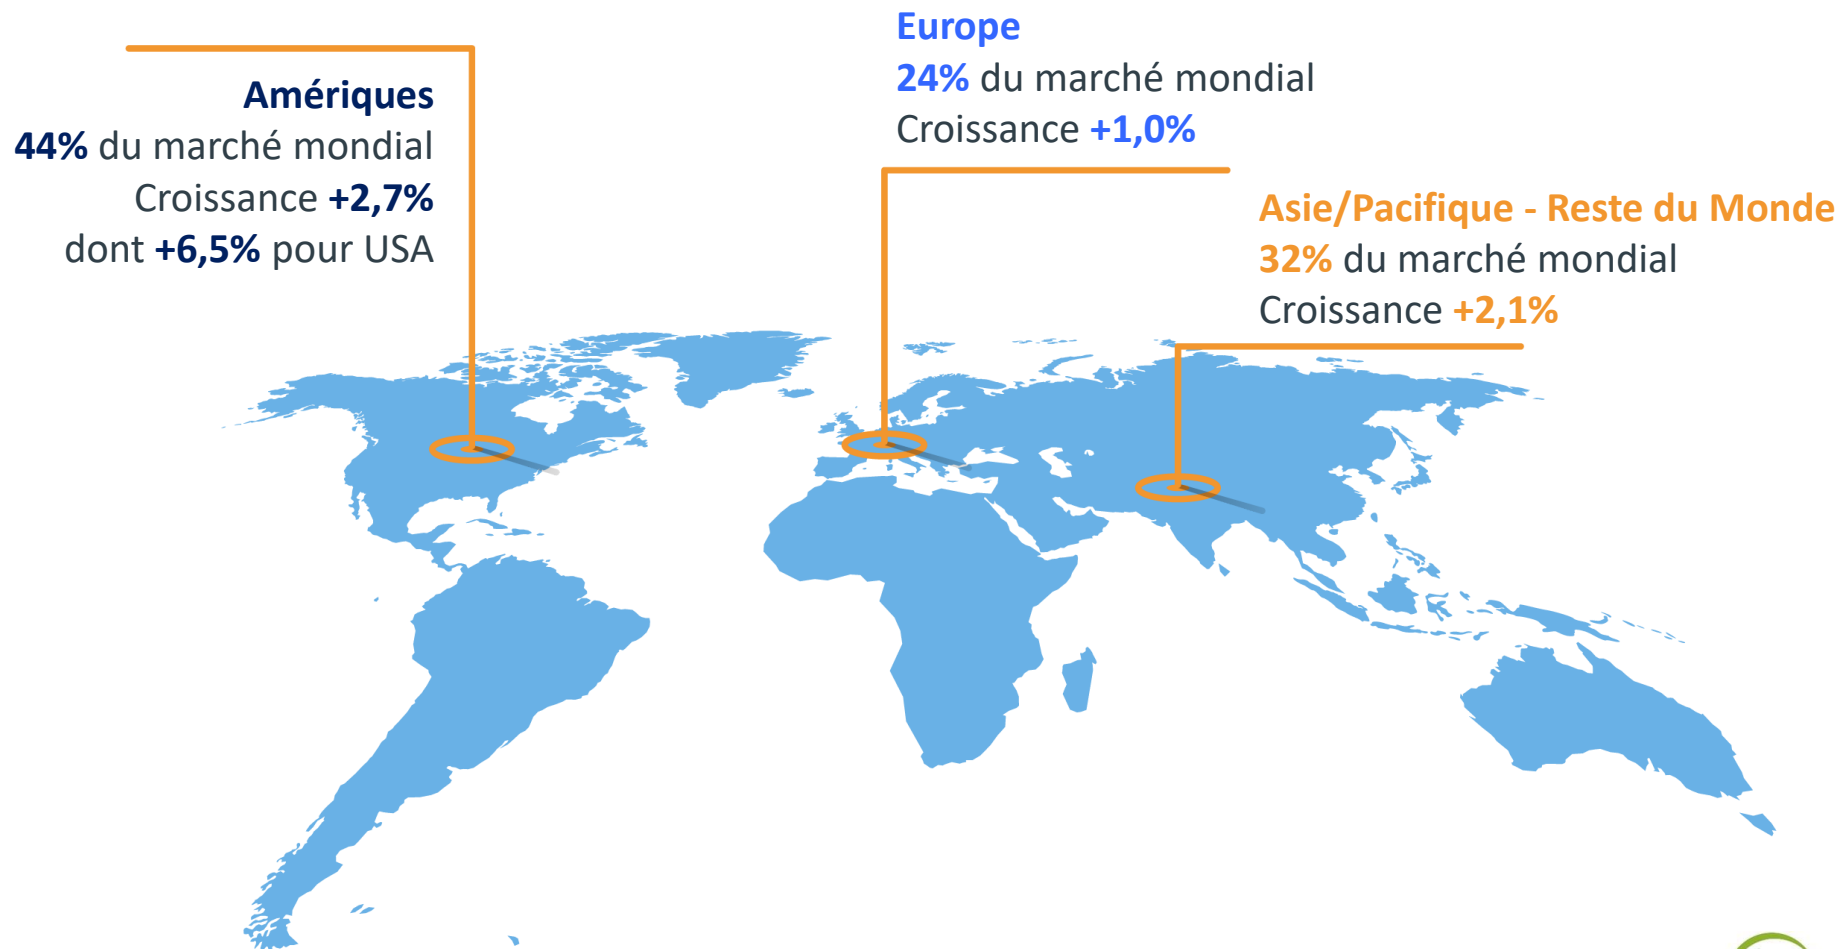 Amériques
44% du marché mondial
Croissance +2,7%
dont +6,5% pour USA
Europe
24% du marché mondial
Croissance +1,0%
Asie/Pacifique - Reste du Monde
32% du marché mondial
Croissance +2,1%